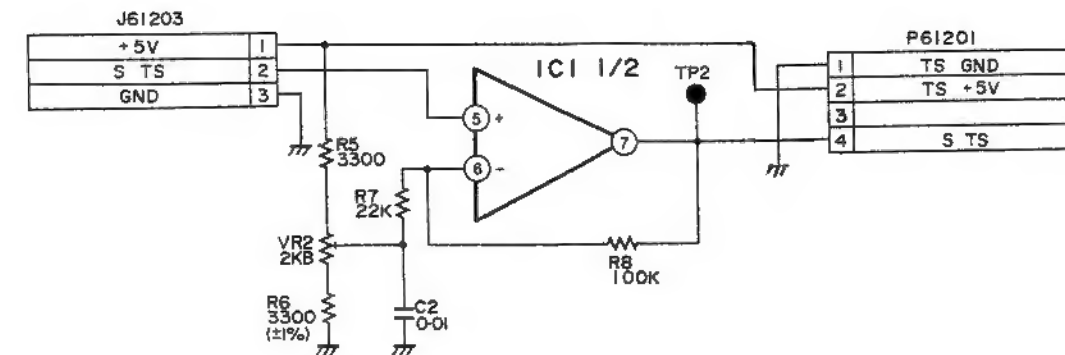 J61203
+5V 1
S TS 2
GND 3
IC1 1/2
TP2
P61201
1 TS GND
2 TS +5V
3
4 S TS
5 +
6 -
7
R5
3300
R7
22K
VR2
2KB
R8
100K
R6
3300
(±1%)
C2
0.01